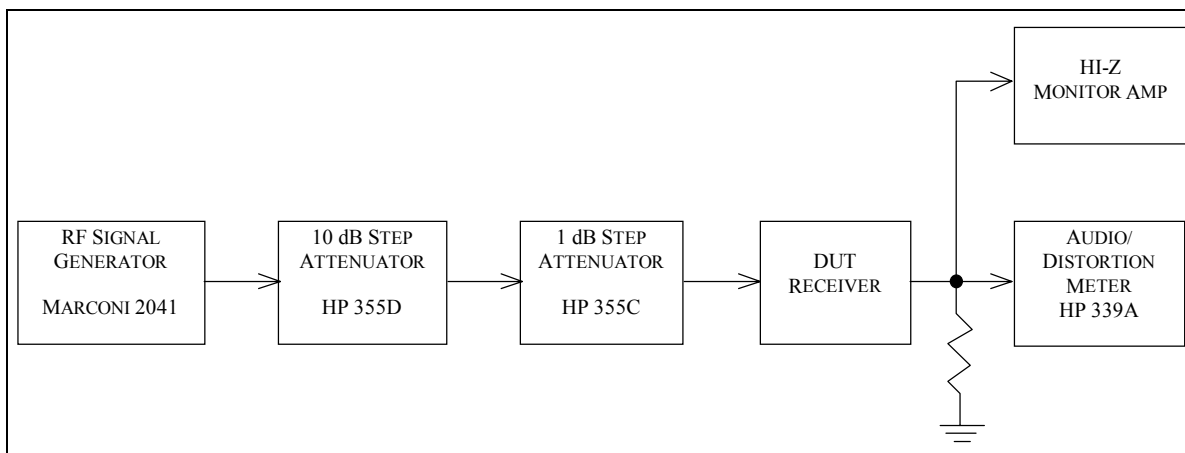 HI-Z
MONITOR AMP
RF SIGNAL
GENERATOR
MARCONI 2041
10 dB STEP
ATTENUATOR
HP 355D
1 dB STEP
ATTENUATOR
HP 355C
DUT
RECEIVER
AUDIO/
DISTORTION
METER
HP 339A